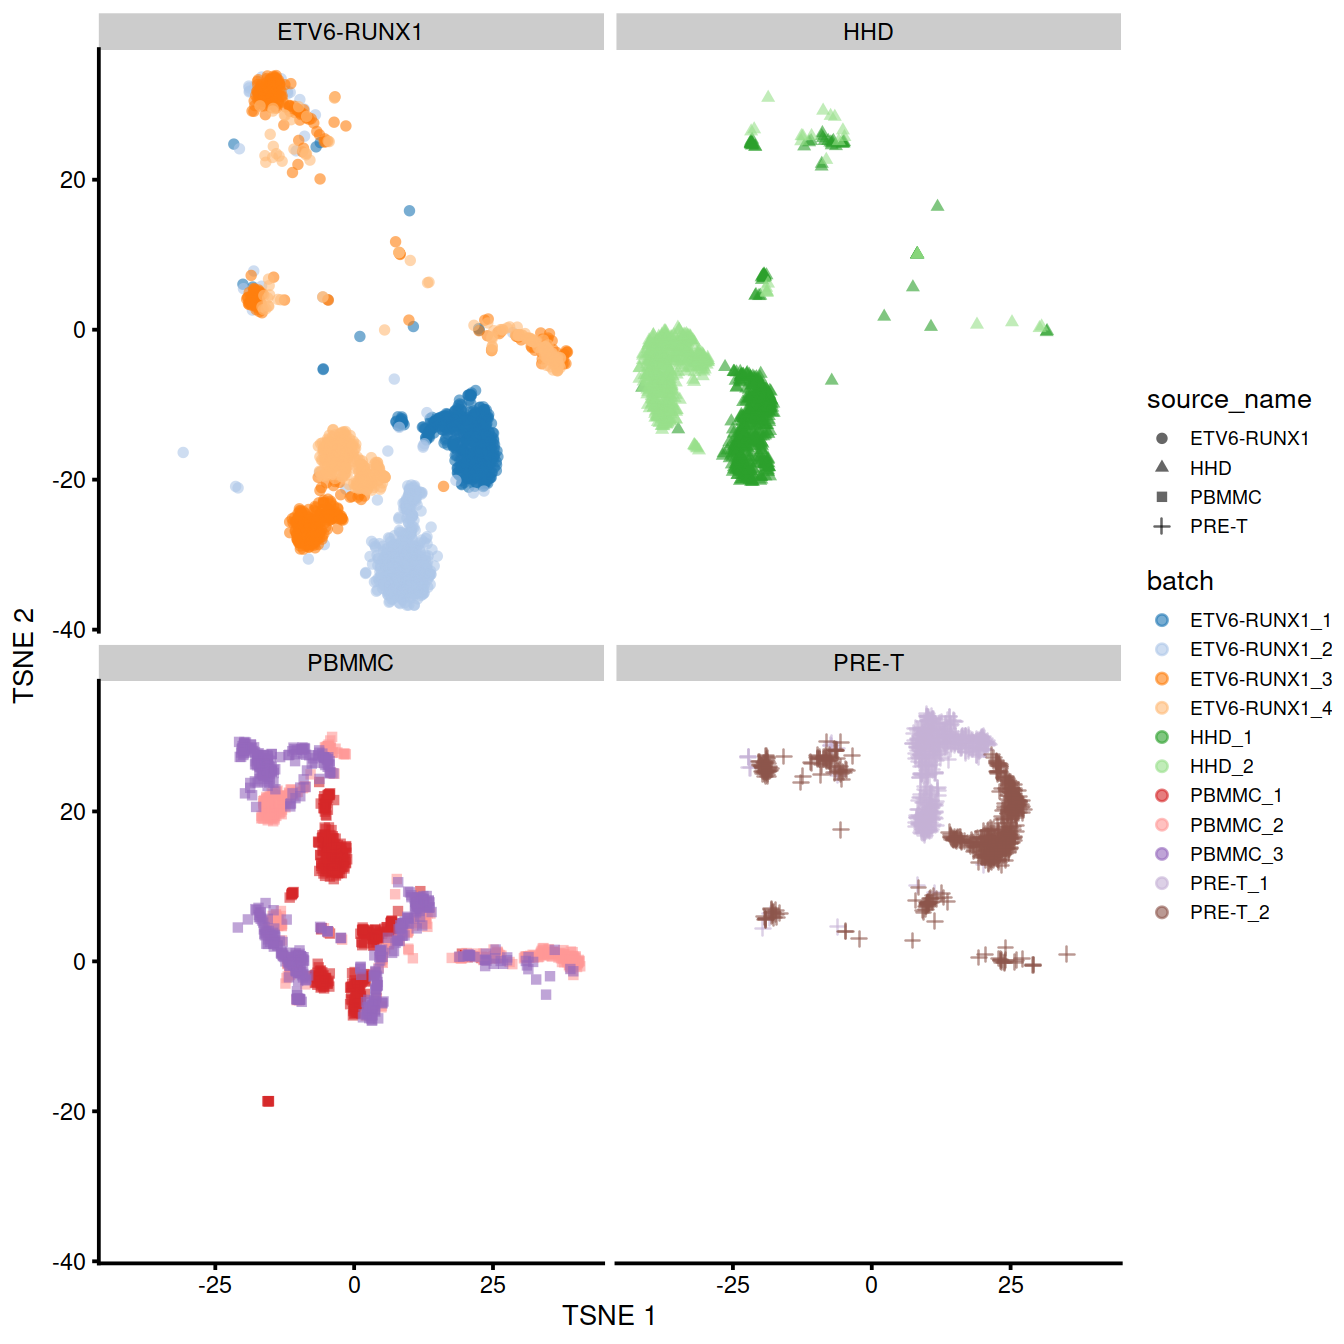 ETV6-RUNX1
HHD
20
0
-20
-40
PBMMC
PRE-T
20
0
-20
-40
-25
0
25
-25
0
25
TSNE 1
TSNE 2
source_name
ETV6-RUNX1
HHD
PBMMC
PRE-T
batch
ETV6-RUNX1_1
ETV6-RUNX1_2
ETV6-RUNX1_3
ETV6-RUNX1_4
HHD_1
HHD_2
PBMMC_1
PBMMC_2
PBMMC_3
PRE-T_1
PRE-T_2